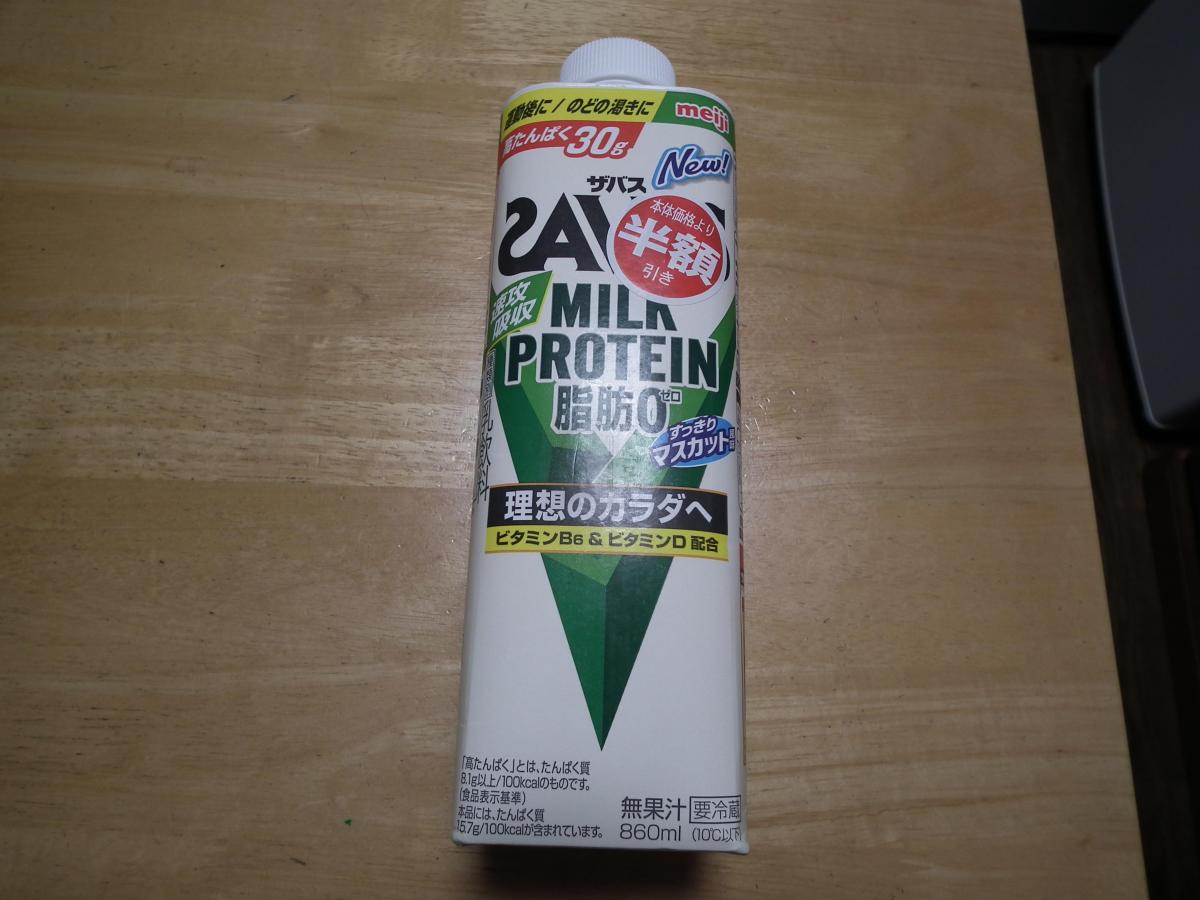 運動後に/のどの渇きに
meiji
高たんぱく30g
New!
ザバス
SAVAS
本体価格より
半額
引き
速攻
吸収
MILK
PROTEIN
脂肪0
ゼロ
すっきり
マスカット風味
理想のカラダへ
ビタミンB6 & ビタミンD 配合
「高たんぱく」とは、たんぱく質
8.1g以上/100kcalのものです。
(食品表示基準)
本品には、たんぱく質
15.7g/100kcalが含まれています。
無果汁 要冷蔵
860ml (10℃以下)